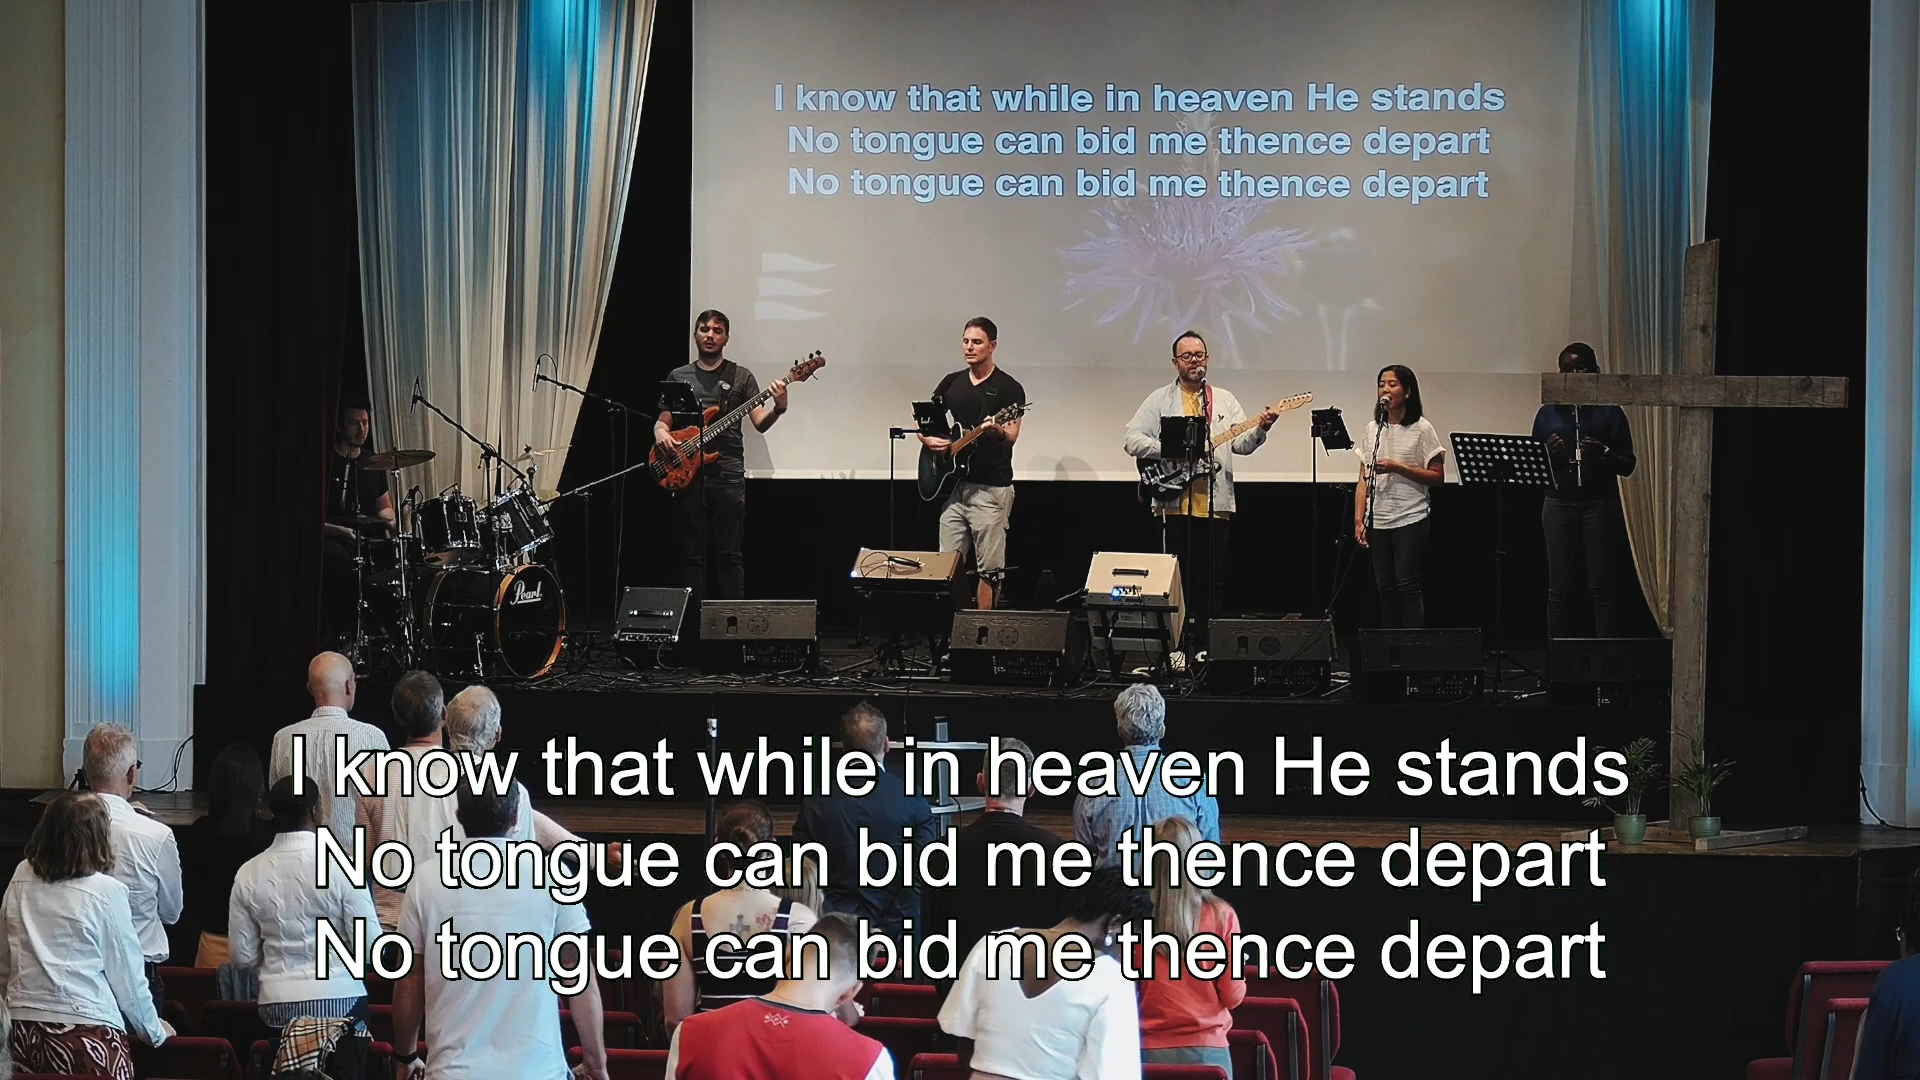 I know that while in heaven He stands
No tongue can bid me thence depart
No tongue can bid me thence depart
Pearl
I know that while in heaven He stands
No tongue can bid me thence depart
No tongue can bid me thence depart